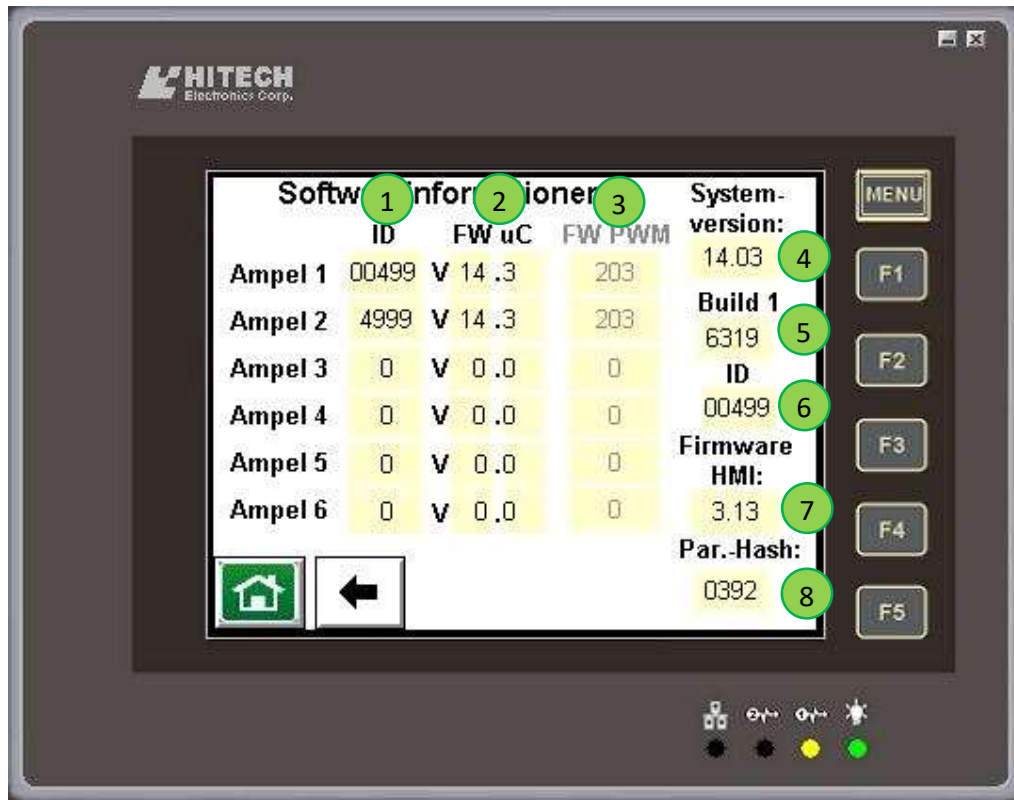 HITECH
Electronics Corp.
Softw 1 nfor 2 ioner 3
ID FW uC FW PWM
Ampel 1 00499 V 14 .3 203
Ampel 2 4999 V 14 .3 203
Ampel 3 0 V 0.0 0
Ampel 4 0 V 0.0 0
Ampel 5 0 V 0.0 0
Ampel 6 0 V 0.0 0
System-
version:
14.03 4
Build 1
6319 5
ID
00499 6
Firmware
HMI:
3.13 7
Par.-Hash:
0392 8
MENU
F1
F2
F3
F4
F5